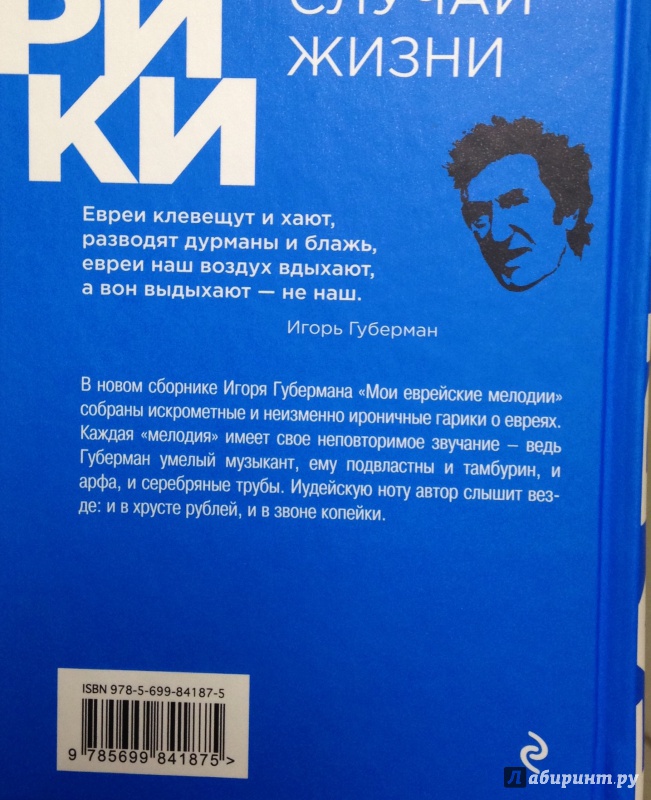 РИ
СЛУЧАИ
ЖИЗНИ
КИ
Евреи клевещут и хают,
разводят дурманы и блажь,
евреи наш воздух вдыхают,
а вон выдыхают — не наш.
Игорь Губерман
В новом сборнике Игоря Губермана «Мои еврейские мелодии»
собраны искрометные и неизменно ироничные гарики о евреях.
Каждая «мелодия» имеет свое неповторимое звучание – ведь
Губерман умелый музыкант, ему подвластны и тамбурин, и
арфа, и серебряные трубы. Иудейскую ноту автор слышит вез-
де: и в хрусте рублей, и в звоне копейки.
ISBN 978-5-699-84187-5
9 785699 841875 >
Лабиринт.ру